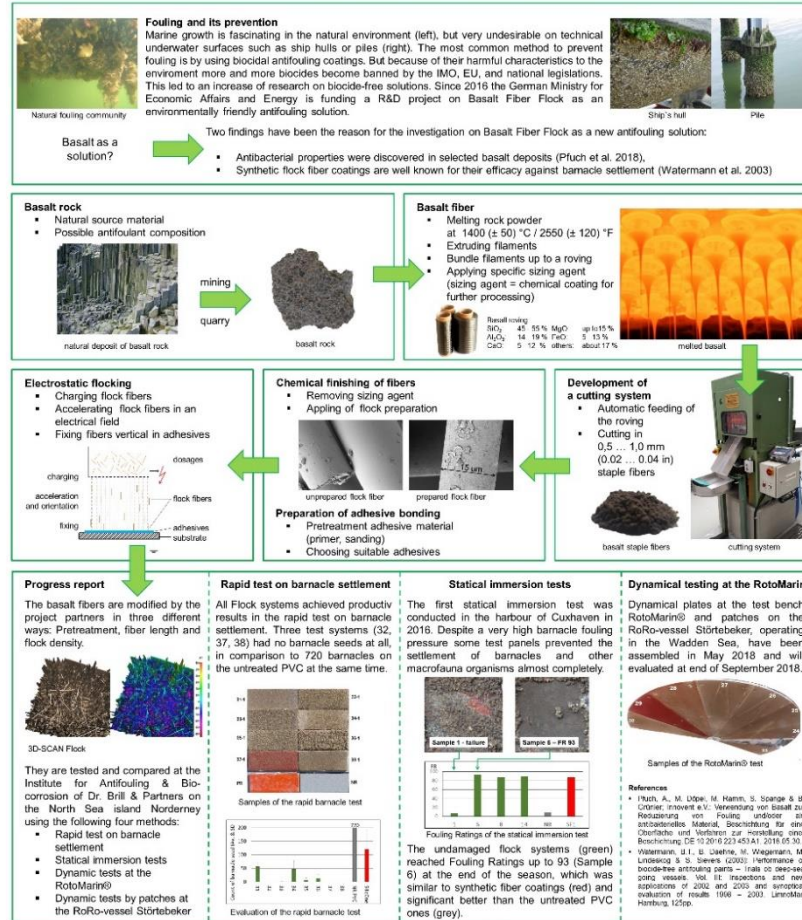 Fouling and its prevention
Marine growth is fascinating in the natural environment (left), but very undesirable on technical
underwater surfaces such as ship hulls or piles (right). The most common method to prevent
fouling is by using biocidal antifouling coatings. But because of their harmful characteristics to
the enviroment more and more biocides become banned by the IMO, EU, and national legislations.
This led to an increase of research on biocide-free solutions. Since 2016 the German Ministry for
Economic Affairs and Energy is funding a R&D project on Basalt Fiber Flock as an
environmentally friendly antifouling solution.
Natural fouling community
Ship`s hull
Pile
Basalt as a
solution?
Two findings have been the reason for the investigation on Basalt Fiber Flock as a new antifouling solution:
▪ Antibacterial properties were discovered in selected basalt deposits (Pfuch et al. 2018),
▪ Synthetic flock fiber coatings are well known for their efficacy against barnacle settlement (Watermann et al. 2003)
Basalt rock
▪ Natural source material
▪ Possible antifoulant composition
mining
quarry
natural deposit of basalt rock
basalt rock
Basalt fiber
▪ Melting rock powder
at 1400 (± 50) °C / 2550 (± 120) °F
▪ Extruding filaments
▪ Bundle filaments up to a roving
▪ Applying specific sizing agent
(sizing agent = chemical coating for
further processing)
Basalt roving
SiO2 45 55 % MgO: up to 15 %
Al2O3 14 19 % FeO: 5 13 %
CaO: 5 12 % others: about 17 %
melted basalt
Electrostatic flocking
▪ Charging flock fibers
▪ Accelerating flock fibers in an
electrical field
▪ Fixing fibers vertical in adhesives
dosages
charging
acceleration
and orientation
flock fibers
fixing
adhesives
substrate
Chemical finishing of fibers
▪ Removing sizing agent
▪ Appling of flock preparation
15 µm
unprepared flock fiber
prepared flock fiber
Preparation of adhesive bonding
▪ Pretreatment adhesive material
(primer, sanding)
▪ Choosing suitable adhesives
Development of
a cutting system
▪ Automatic feeding of
the roving
▪ Cutting in
0,5 … 1,0 mm
(0.02 … 0.04 in)
staple fibers
basalt staple fibers
cutting system
Progress report
The basalt fibers are modified by the
project partners in three different
ways: Pretreatment, fiber length and
flock density.
3D-SCAN Flock
They are tested and compared at the
Institute for Antifouling & Bio-
corrosion of Dr. Brill & Partners on
the North Sea island Norderney
using the following four methods:
▪ Rapid test on barnacle
settlement
▪ Statical immersion tests
▪ Dynamic tests at the
RotoMarin®
▪ Dynamic tests by patches at
the RoRo-vessel Störtebeker
Rapid test on barnacle settlement
All Flock systems achieved productiv
results in the rapid test on barnacle
settlement. Three test systems (32,
37, 38) had no barnacle seeds at all,
in comparison to 720 barnacles on
the untreated PVC at the same time.
Samples of the rapid barnacle test
Evaluation of the rapid barnacle test
Statical immersion tests
The first statical immersion test was
conducted in the harbour of Cuxhaven in
2016. Despite a very high barnacle fouling
pressure some test panels prevented the
settlement of barnacles and other
macrofauna organisms almost completely.
Sample 1 - failure
Sample 6 – FR 93
Fouling Ratings of the statical immersion test
The undamaged flock systems (green)
reached Fouling Ratings up to 93 (Sample
6) at the end of the season, which was
similar to synthetic fiber coatings (red) and
significant better than the untreated PVC
ones (grey).
Dynamical testing at the RotoMarin
Dynamical plates at the test bench
RotoMarin® and patches on the
RoRo-vessel Störtebeker, operating
in the Wadden Sea, have been
assembled in May 2018 and will
evaluated at end of September 2018.
Samples of the RotoMarin® test
References